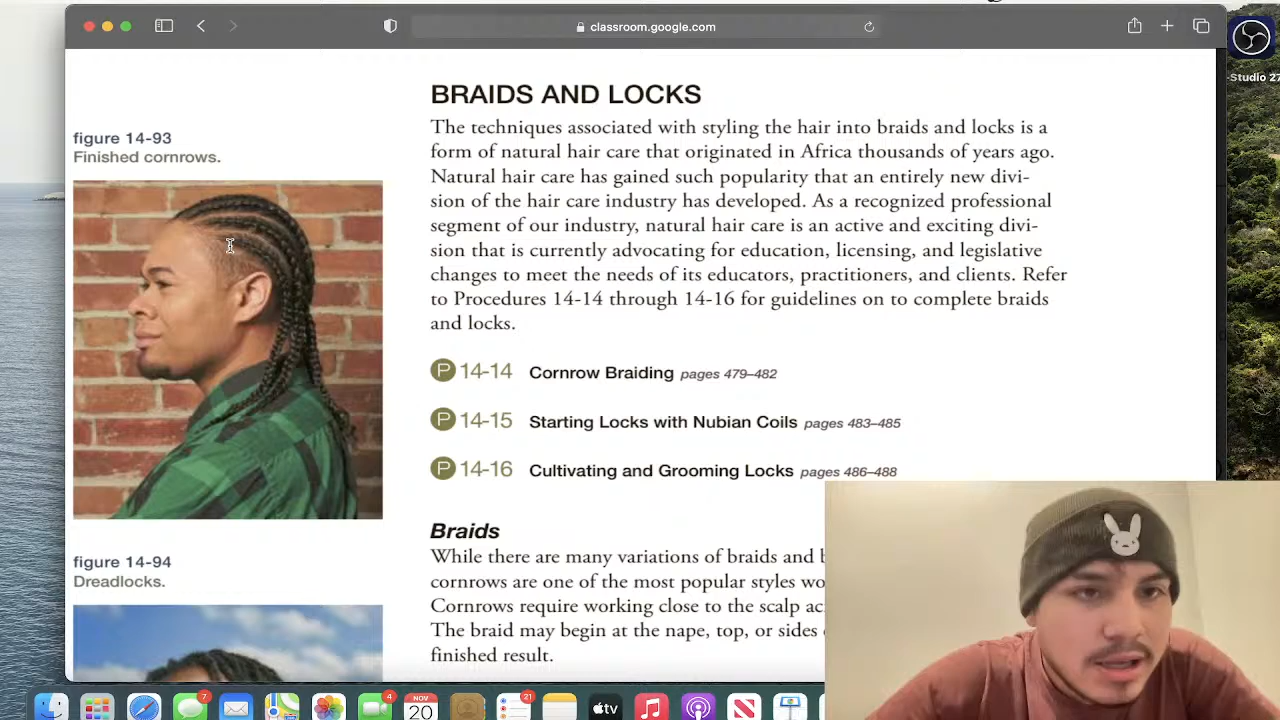 classroom.google.com
-Studio 27
BRAIDS AND LOCKS
figure 14-93
Finished cornrows.
The techniques associated with styling the hair into braids and locks is a
form of natural hair care that originated in Africa thousands of years ago.
Natural hair care has gained such popularity that an entirely new divi-
sion of the hair care industry has developed. As a recognized professional
segment of our industry, natural hair care is an active and exciting divi-
sion that is currently advocating for education, licensing, and legislative
changes to meet the needs of its educators, practitioners, and clients. Refer
to Procedures 14-14 through 14-16 for guidelines on to complete braids
and locks.
P 14-14 Cornrow Braiding pages 479–482
P 14-15 Starting Locks with Nubian Coils pages 483–485
P 14-16 Cultivating and Grooming Locks pages 486–488
figure 14-94
Dreadlocks.
Braids
While there are many variations of braids and b
cornrows are one of the most popular styles wo
Cornrows require working close to the scalp ac
The braid may begin at the nape, top, or sides
finished result.
7
4
NOV
20
21
tv